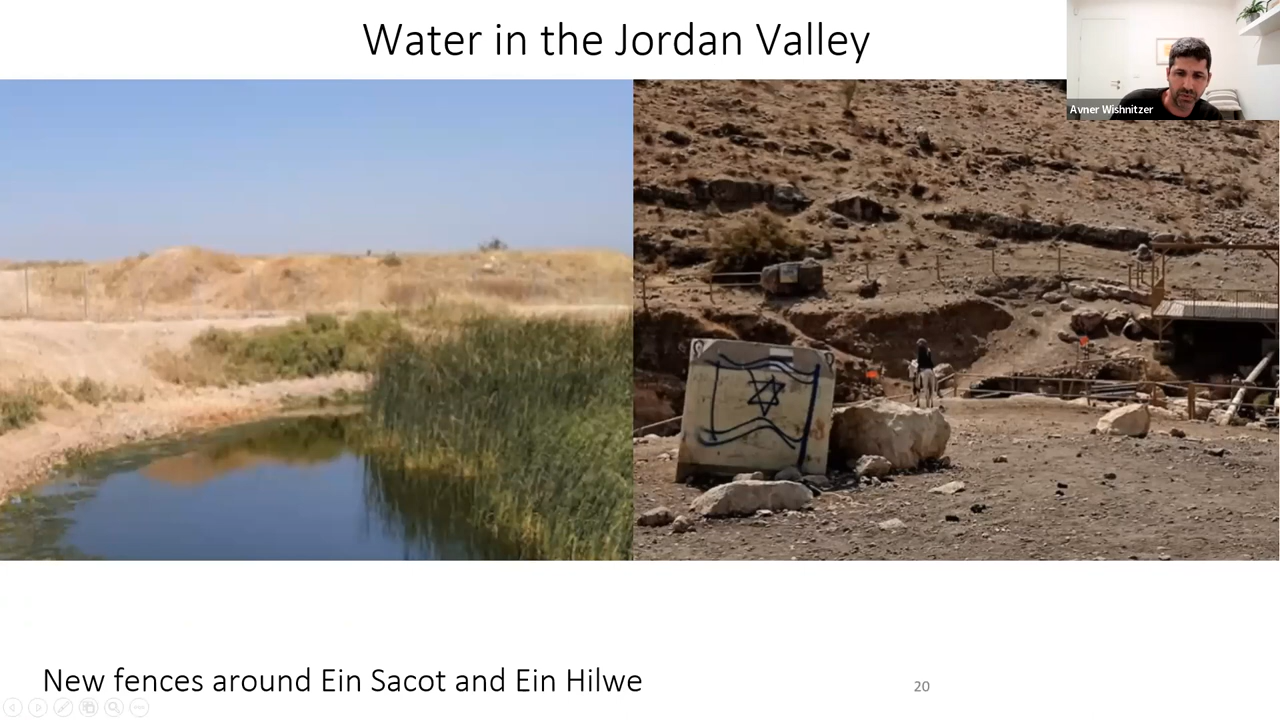 Water in the Jordan Valley
Avner Wishnitzer
New fences around Ein Sacot and Ein Hilwe
20